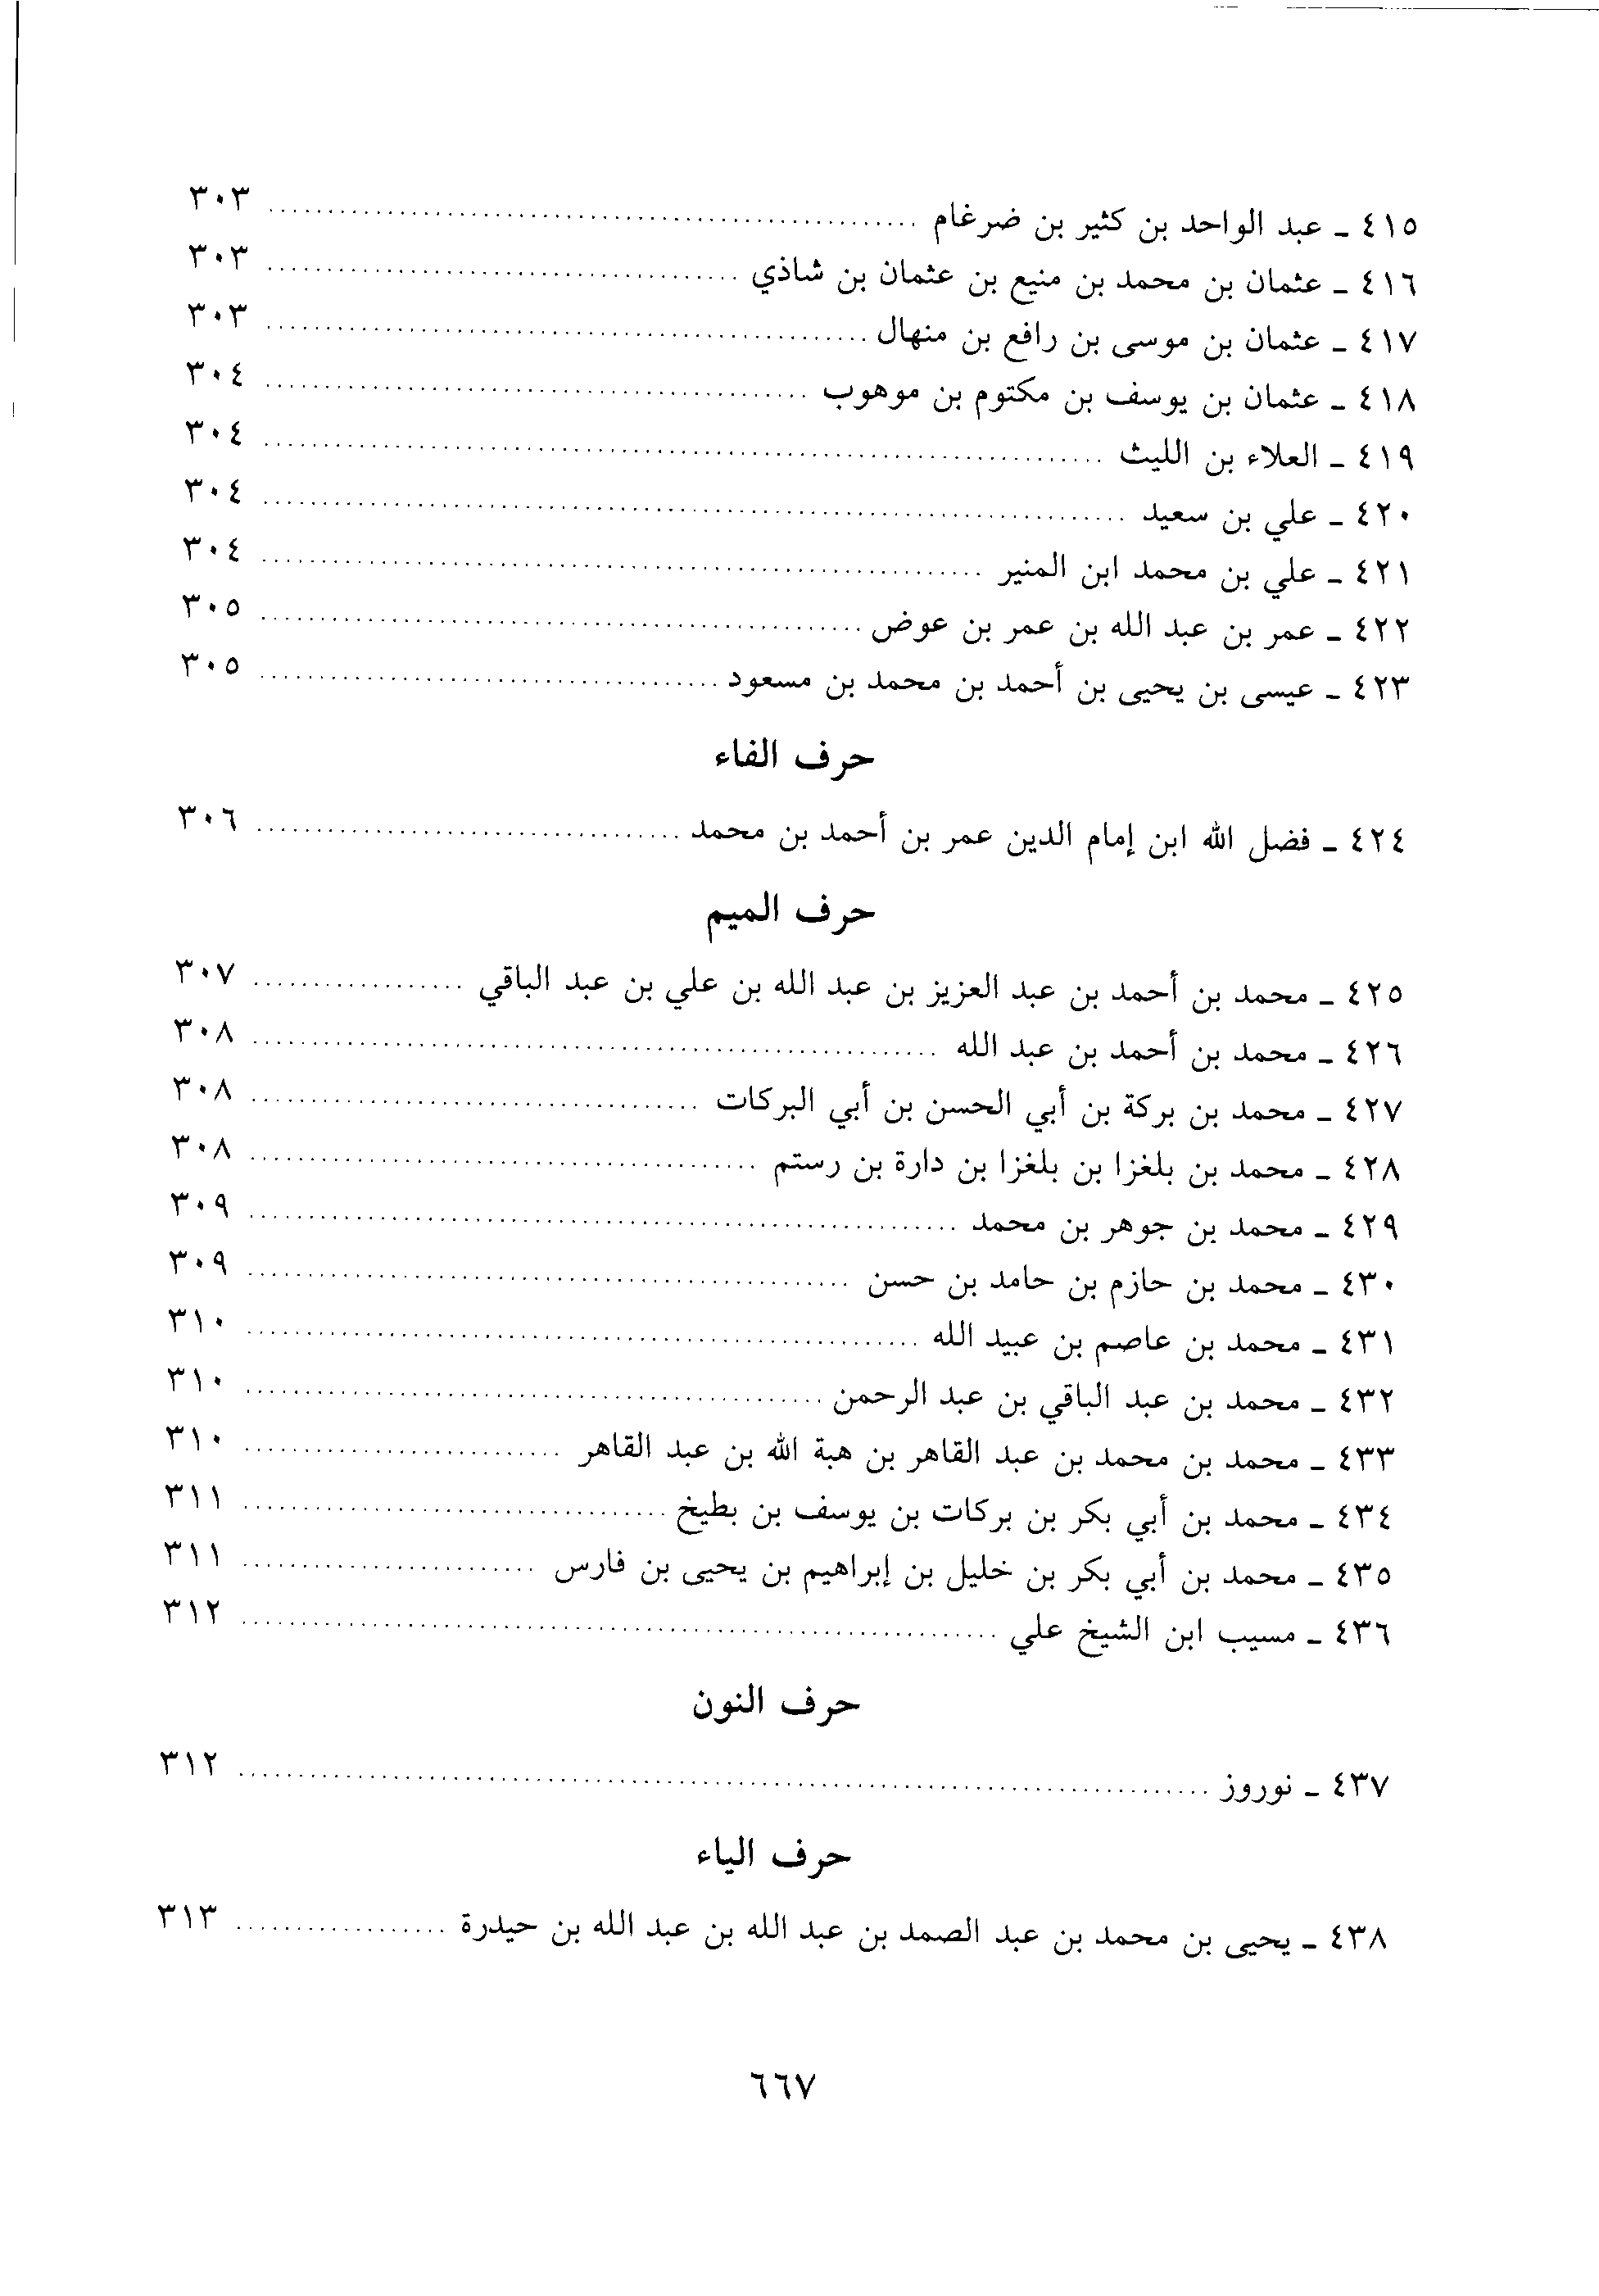 ٤١٥ ـ عبد الواحد بن كثير بن ضرغام ........ ٣٠٣
٤١٦ ـ عثمان بن محمد بن منيع بن عثمان بن شاذي ........ ٣٠٣
٤١٧ ـ عثمان بن موسى بن رافع بن منهال ........ ٣٠٣
٤١٨ ـ عثمان بن يوسف بن مكتوم بن موهوب ........ ٣٠٤
٤١٩ ـ العلاء بن الليث ........ ٣٠٤
٤٢٠ ـ علي بن سعيد ........ ٣٠٤
٤٢١ ـ علي بن محمد ابن المنير ........ ٣٠٤
٤٢٢ ـ عمر بن عبد الله بن عمر بن عوض ........ ٣٠٥
٤٢٣ ـ عيسى بن يحيى بن أحمد بن محمد بن مسعود ........ ٣٠٥
حرف الفاء
٤٢٤ ـ فضل الله ابن إمام الدين عمر بن أحمد بن محمد ........ ٣٠٦
حرف الميم
٤٢٥ ـ محمد بن أحمد بن عبد العزيز بن عبد الله بن علي بن عبد الباقي ........ ٣٠٧
٤٢٦ ـ محمد بن أحمد بن عبد الله ........ ٣٠٨
٤٢٧ ـ محمد بن بركة بن أبي الحسن بن أبي البركات ........ ٣٠٨
٤٢٨ ـ محمد بن بلغزا بن بلغزا بن دارة بن رستم ........ ٣٠٨
٤٢٩ ـ محمد بن جوهر بن محمد ........ ٣٠٩
٤٣٠ ـ محمد بن حازم بن حامد بن حسن ........ ٣٠٩
٤٣١ ـ محمد بن عاصم بن عبيد الله ........ ٣١٠
٤٣٢ ـ محمد بن عبد الباقي بن عبد الرحمن ........ ٣١٠
٤٣٣ ـ محمد بن محمد بن عبد القاهر بن هبة الله بن عبد القاهر ........ ٣١٠
٤٣٤ ـ محمد بن أبي بكر بن بركات بن يوسف بن بطيخ ........ ٣١١
٤٣٥ ـ محمد بن أبي بكر بن خليل بن إبراهيم بن يحيى بن فارس ........ ٣١١
٤٣٦ ـ مسيب ابن الشيخ علي ........ ٣١٢
حرف النون
٤٣٧ ـ نوروز ........ ٣١٢
حرف الياء
٤٣٨ ـ يحيى بن محمد بن عبد الصمد بن عبد الله بن عبد الله بن حيدرة ........ ٣١٣
٦٦٧